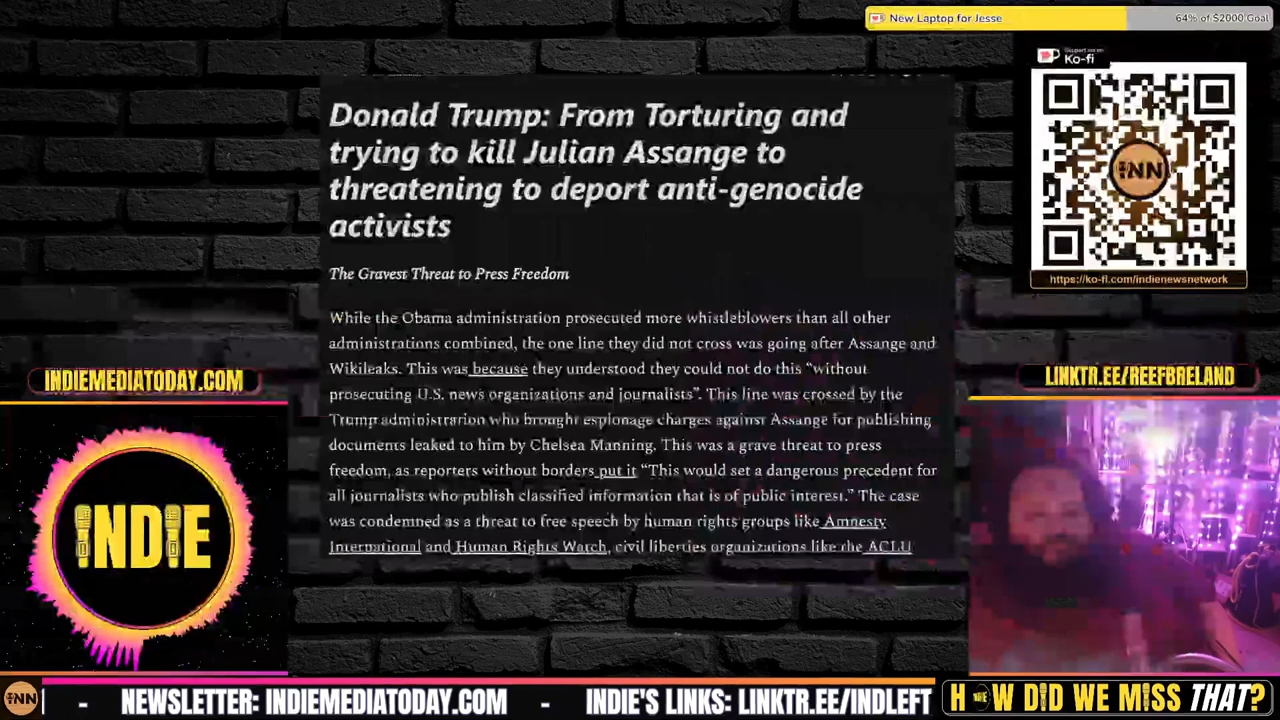 New Laptop for Jesse
64% of $2000 Goal
Support me on
Ko-fi
INN
https://ko-fi.com/indienewsnetwork
Donald Trump: From Torturing and
trying to kill Julian Assange to
threatening to deport anti-genocide
activists
The Gravest Threat to Press Freedom
While the Obama administration prosecuted more whistleblowers than all other
administrations combined, the one line they did not cross was going after Assange and
Wikileaks. This was because they understood they could not do this “without
prosecuting U.S. news organizations and journalists”. This line was crossed by the
Trump administration who brought espionage charges against Assange for publishing
documents leaked to him by Chelsea Manning. This was a grave threat to press
freedom, as reporters without borders put it “This would set a dangerous precedent for
all journalists who publish classified information that is of public interest.” The case
was condemned as a threat to free speech by human rights groups like Amnesty
International and Human Rights Watch, civil liberties organizations like the ACLU
INDIEMEDIATODAY.COM
LINKTR.EE/REEFBRELAND
INDIE
INN
- NEWSLETTER: INDIEMEDIATODAY.COM - INDIE'S LINKS: LINKTR.EE/INDLEFT
HOW DID WE MISS THAT?